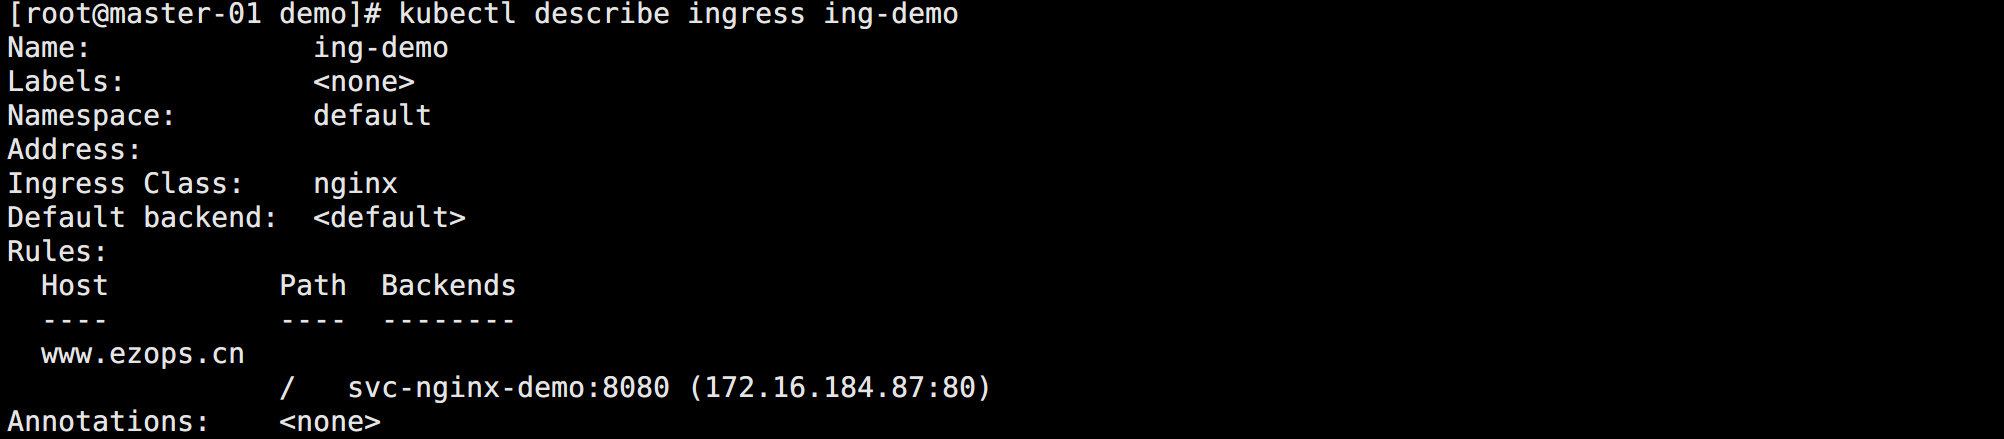 [root@master-01 demo]# kubectl describe ingress ing-demo
Name:             ing-demo
Labels:           <none>
Namespace:        default
Address:
Ingress Class:    nginx
Default backend:  <default>
Rules:
  Host          Path  Backends
  ----          ----  --------
  www.ezops.cn
                /   svc-nginx-demo:8080 (172.16.184.87:80)
Annotations:    <none>